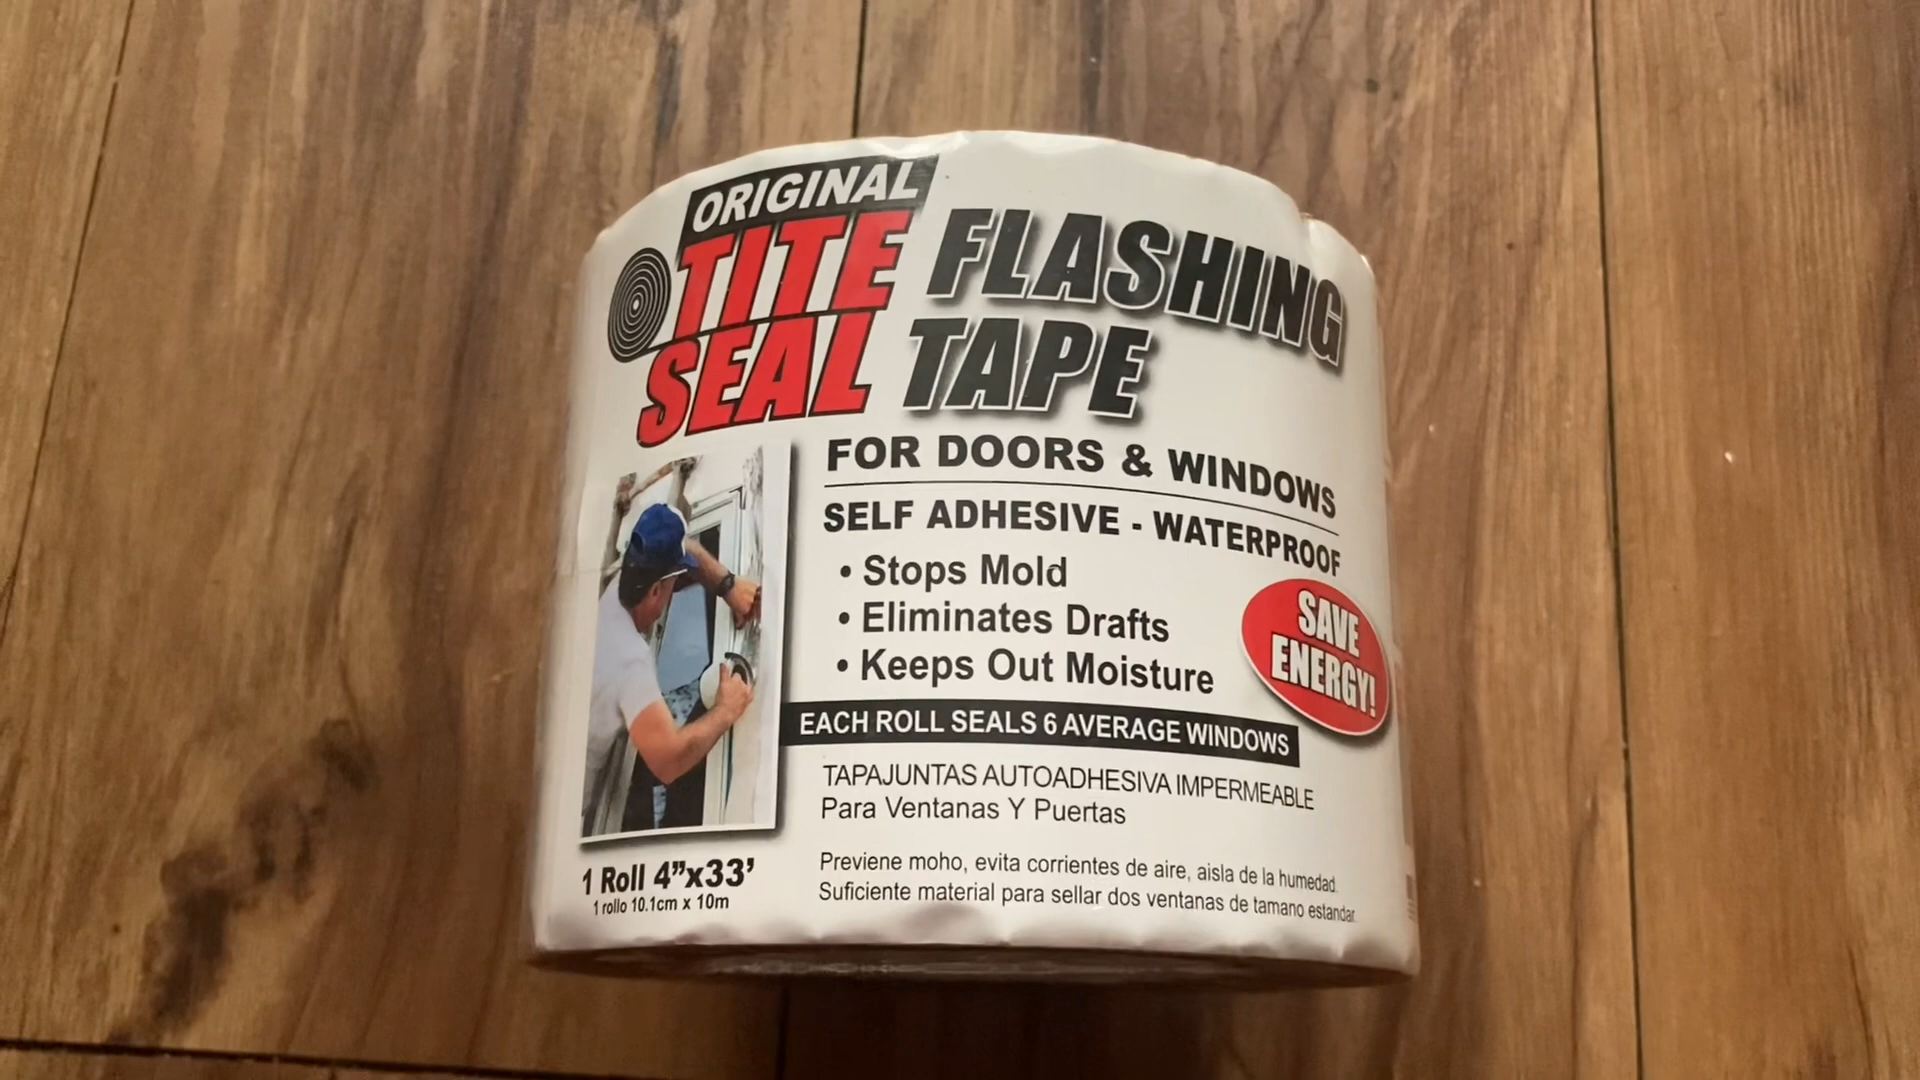 ORIGINAL
TITE
SEAL
FLASHING
TAPE
FOR DOORS & WINDOWS
SELF ADHESIVE - WATERPROOF
• Stops Mold
• Eliminates Drafts
• Keeps Out Moisture
SAVE
ENERGY!
EACH ROLL SEALS 6 AVERAGE WINDOWS
TAPAJUNTAS AUTOADHESIVA IMPERMEABLE
Para Ventanas Y Puertas
Previene moho, evita corrientes de aire, aisla de la humedad.
Suficiente material para sellar dos ventanas de tamano estandar.
1 Roll 4”x33’
1 rollo 10.1cm x 10m